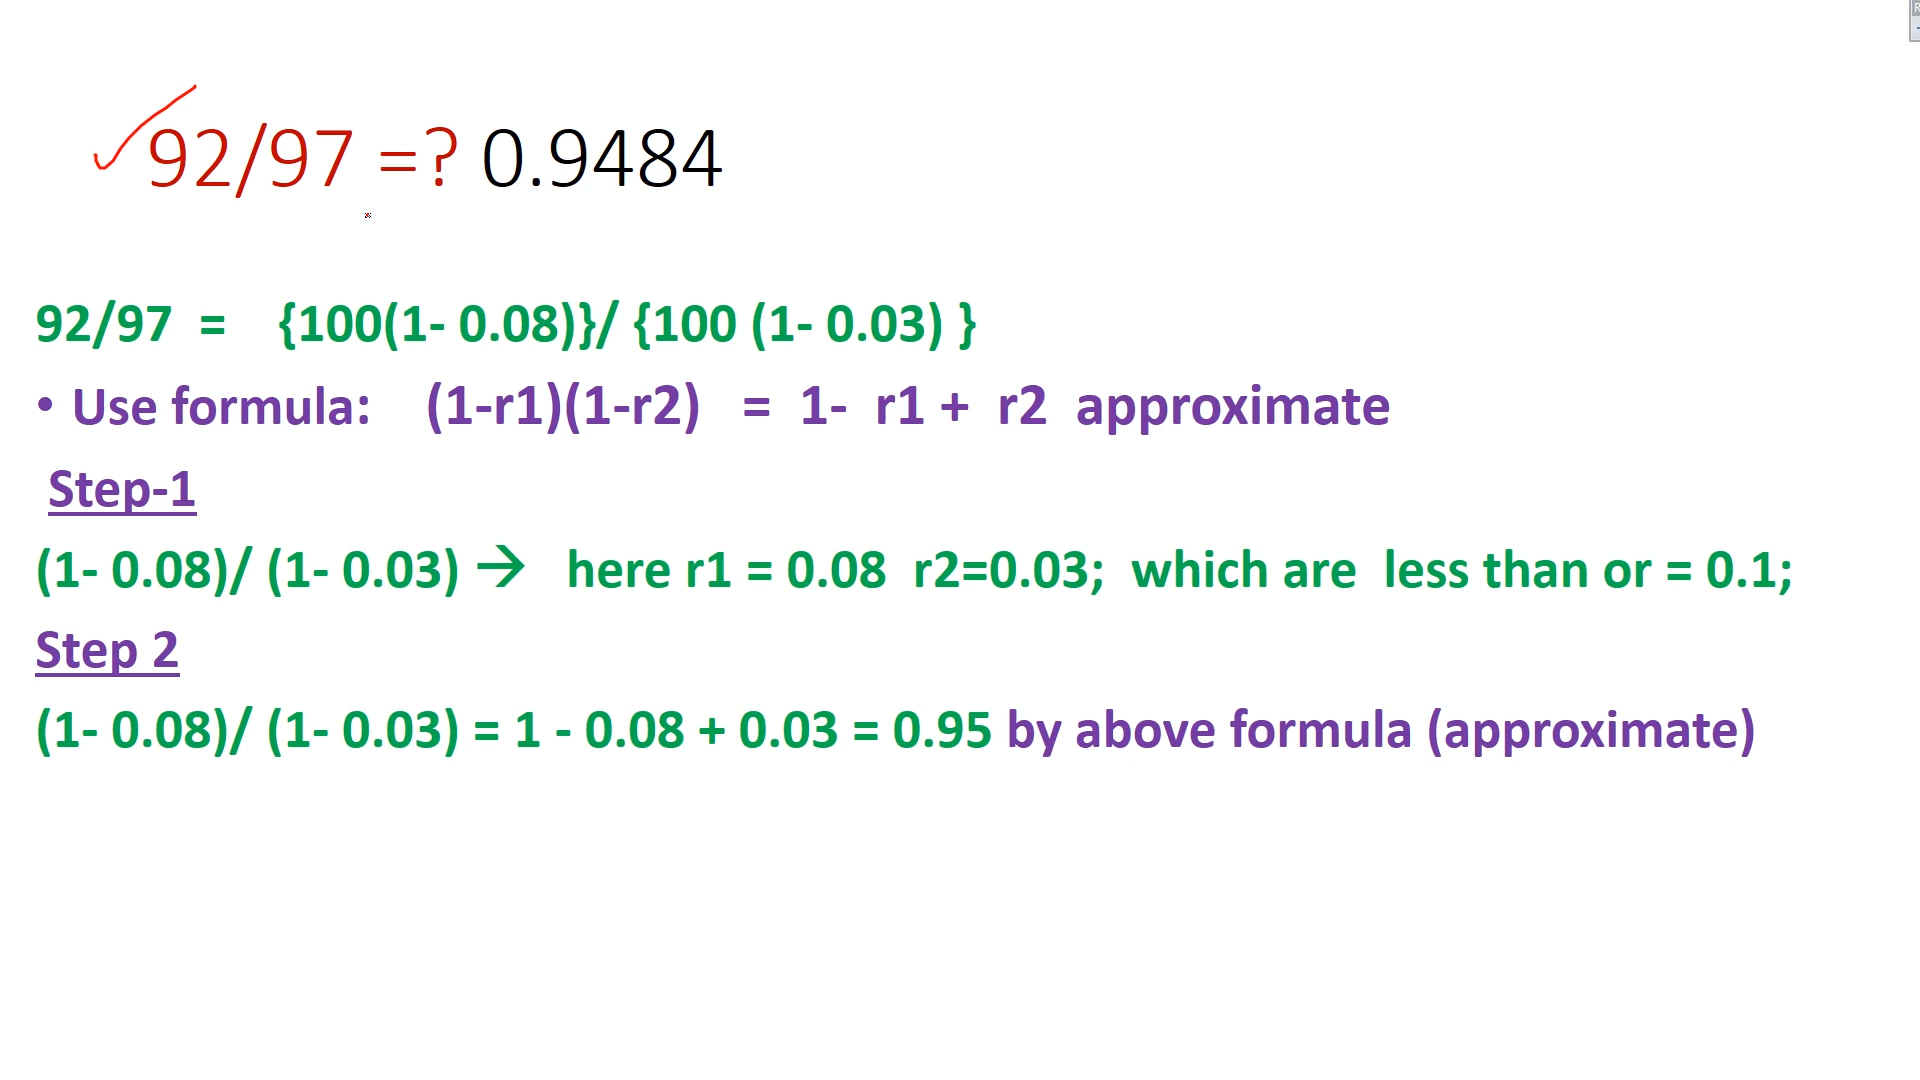 92/97 =? 0.9484
92/97 = {100(1- 0.08)}/ {100 (1- 0.03) }
• Use formula: (1-r1)(1-r2) = 1- r1 + r2 approximate
Step-1
(1- 0.08)/ (1- 0.03) → here r1 = 0.08 r2=0.03; which are less than or = 0.1;
Step 2
(1- 0.08)/ (1- 0.03) = 1 - 0.08 + 0.03 = 0.95 by above formula (approximate)